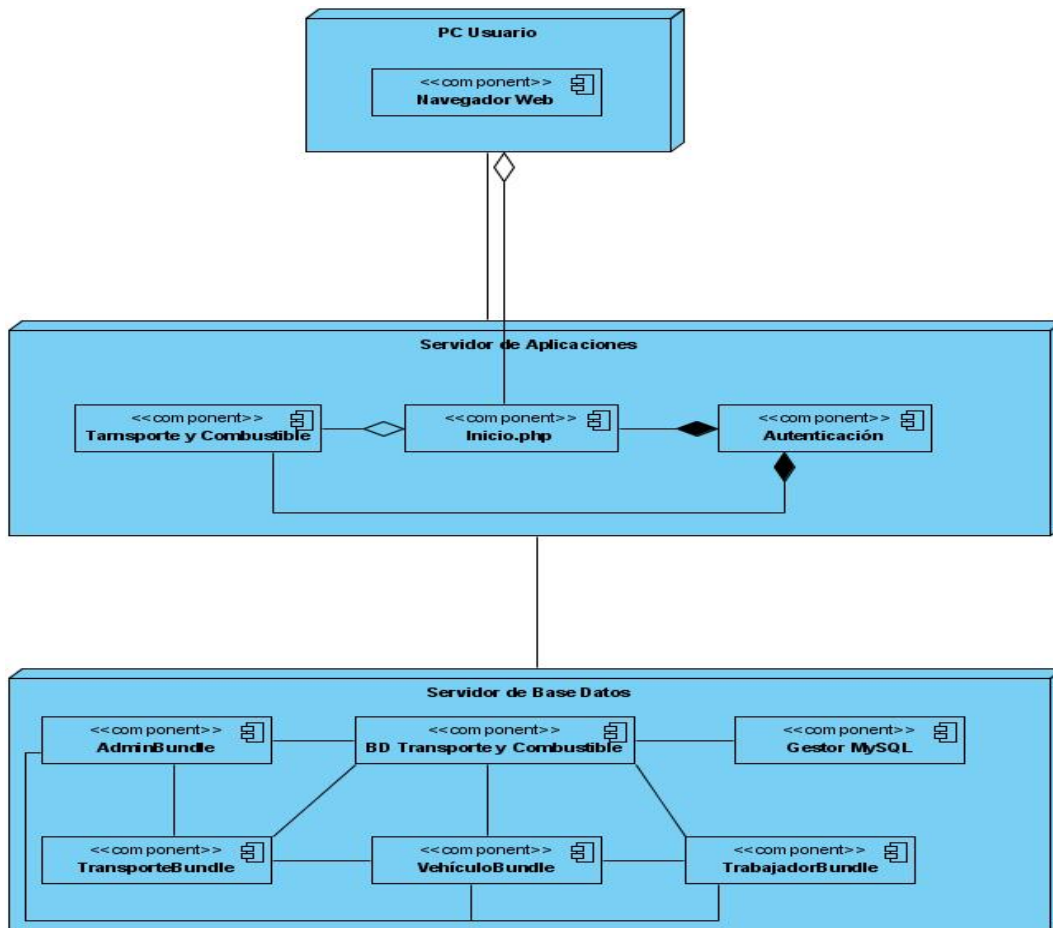 PC Usuario
<<component>>
Navegador Web
Servidor de Aplicaciones
<<component>>
Tarnsporte y Combustible
<<component>>
Inicio.php
<<component>>
Autenticación
Servidor de Base Datos
<<component>>
AdminBundle
<<component>>
BD Transporte y Combustible
<<component>>
Gestor MySQL
<<component>>
TransporteBundle
<<component>>
VehículoBundle
<<component>>
TrabajadorBundle